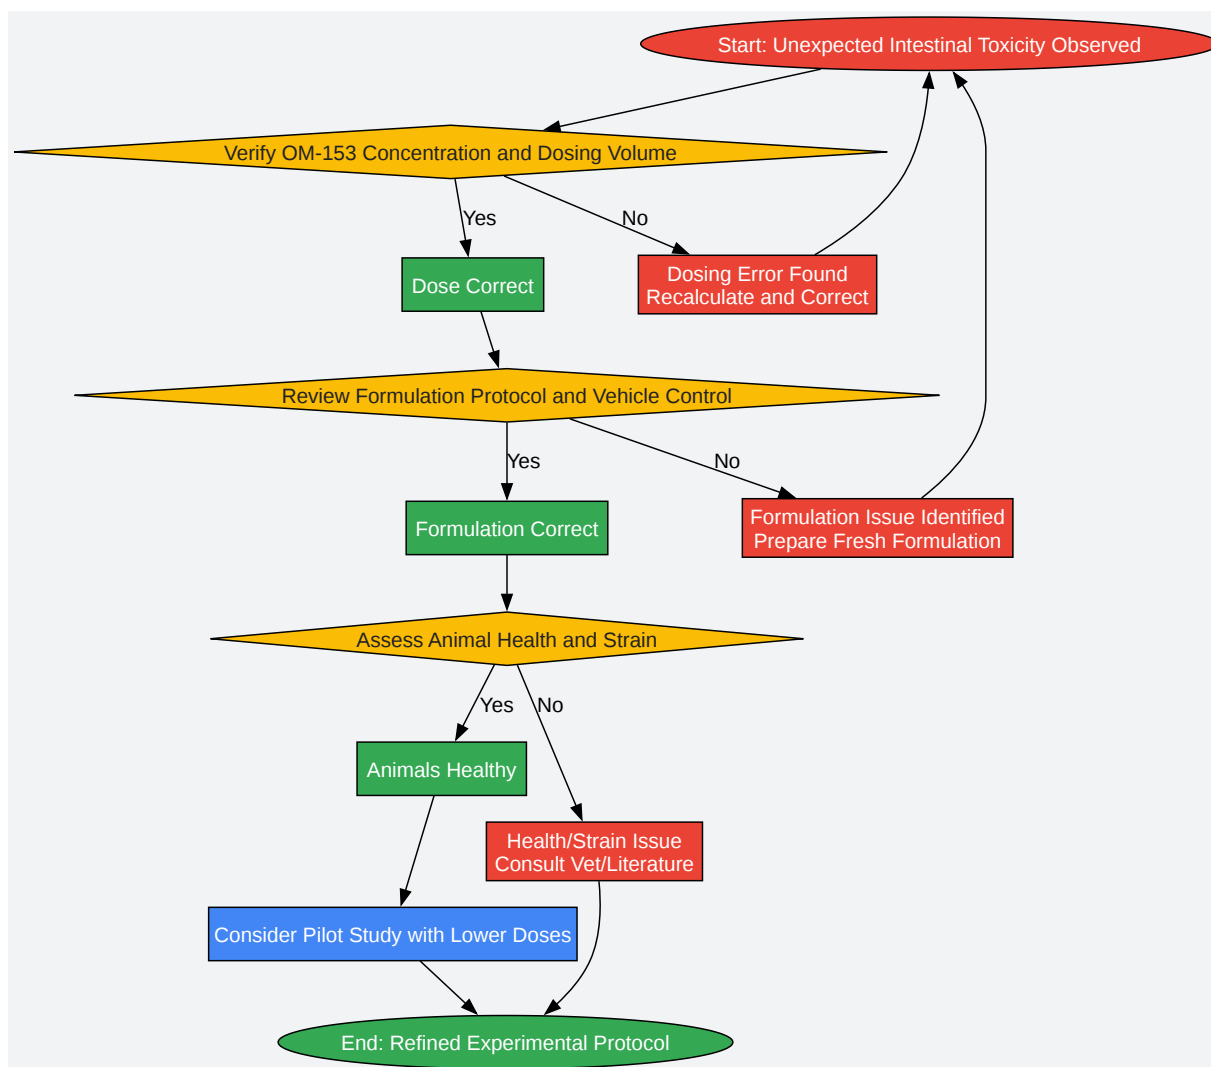 Start: Unexpected Intestinal Toxicity Observed
Verify OM-153 Concentration and Dosing Volume
Yes
No
Dose Correct
Dosing Error Found
Recalculate and Correct
Review Formulation Protocol and Vehicle Control
Yes
No
Formulation Correct
Formulation Issue Identified
Prepare Fresh Formulation
Assess Animal Health and Strain
Yes
No
Animals Healthy
Health/Strain Issue
Consult Vet/Literature
Consider Pilot Study with Lower Doses
End: Refined Experimental Protocol